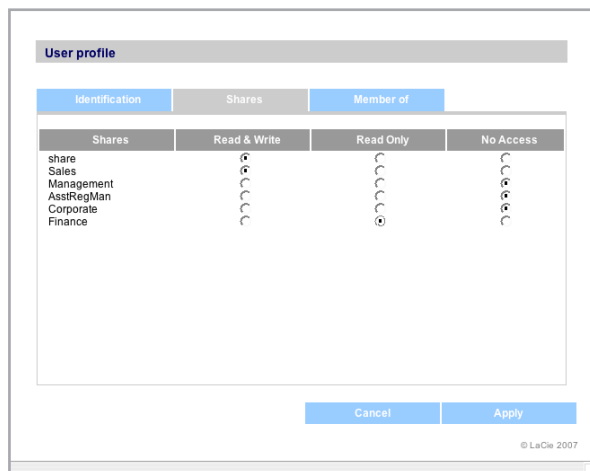 User profile
Identification Shares Member of
Shares Read & Write Read Only No Access
share
Sales
Management
AsstRegMan
Corporate
Finance
Cancel Apply
© LaCie 2007